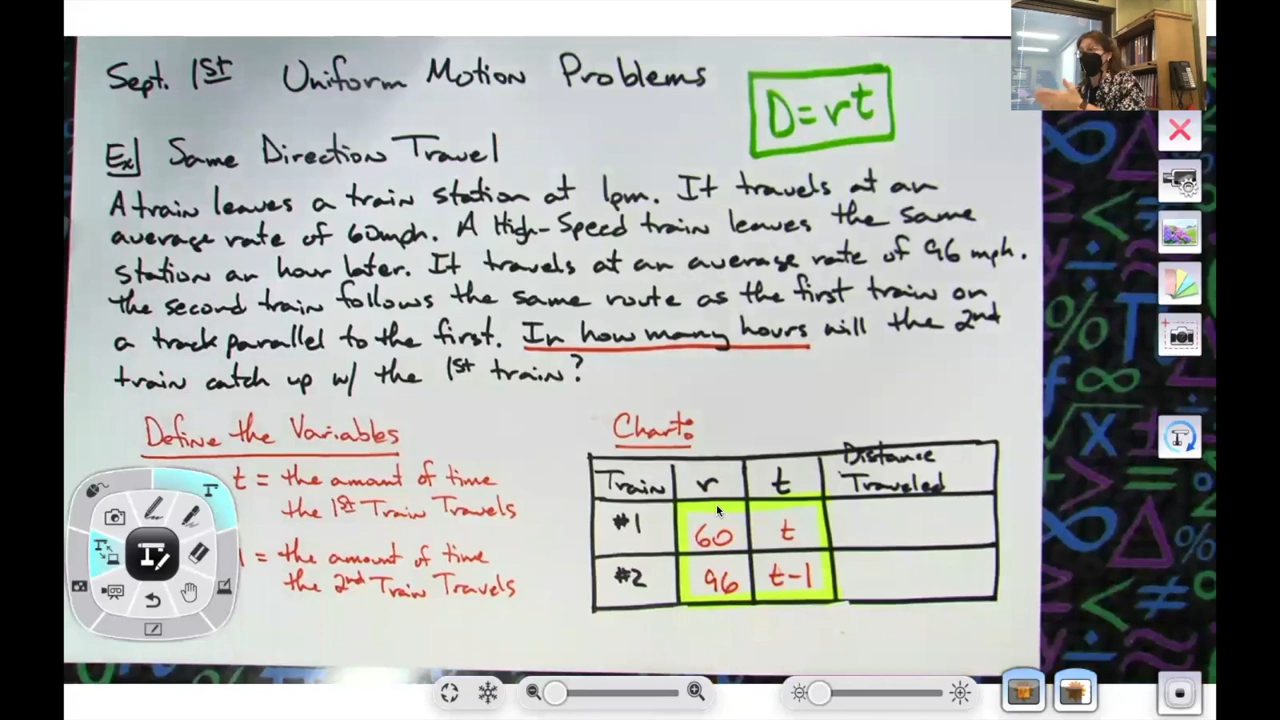 Sept. 1st Uniform Motion Problems
D=rt
Ex Same Direction Travel
A train leaves a train station at 1pm. It travels at an
average rate of 60mph. A High-Speed train leaves the same
station an hour later. It travels at an average rate of 96 mph.
The second train follows the same route as the first train on
a track parallel to the first. In how many hours will the 2nd
train catch up w/ the 1st train?
Define the Variables
t = the amount of time
the 1st Train Travels
1 = the amount of time
the 2nd Train Travels
Chart:
Train r t Distance Traveled
#1 60 t
#2 96 t-1